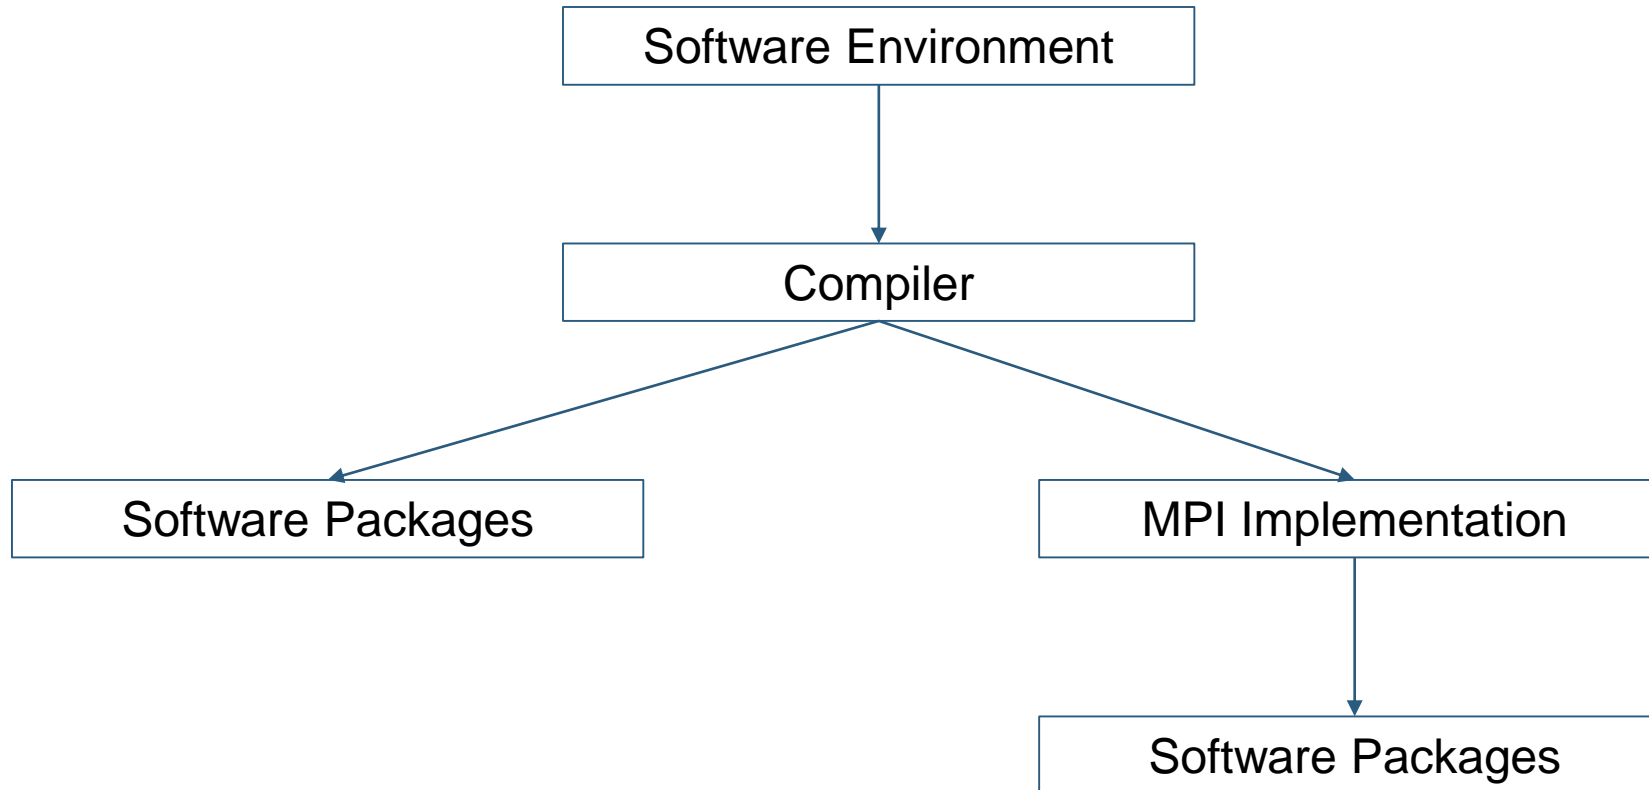 Software Environment
Compiler
Software Packages
MPI Implementation
Software Packages